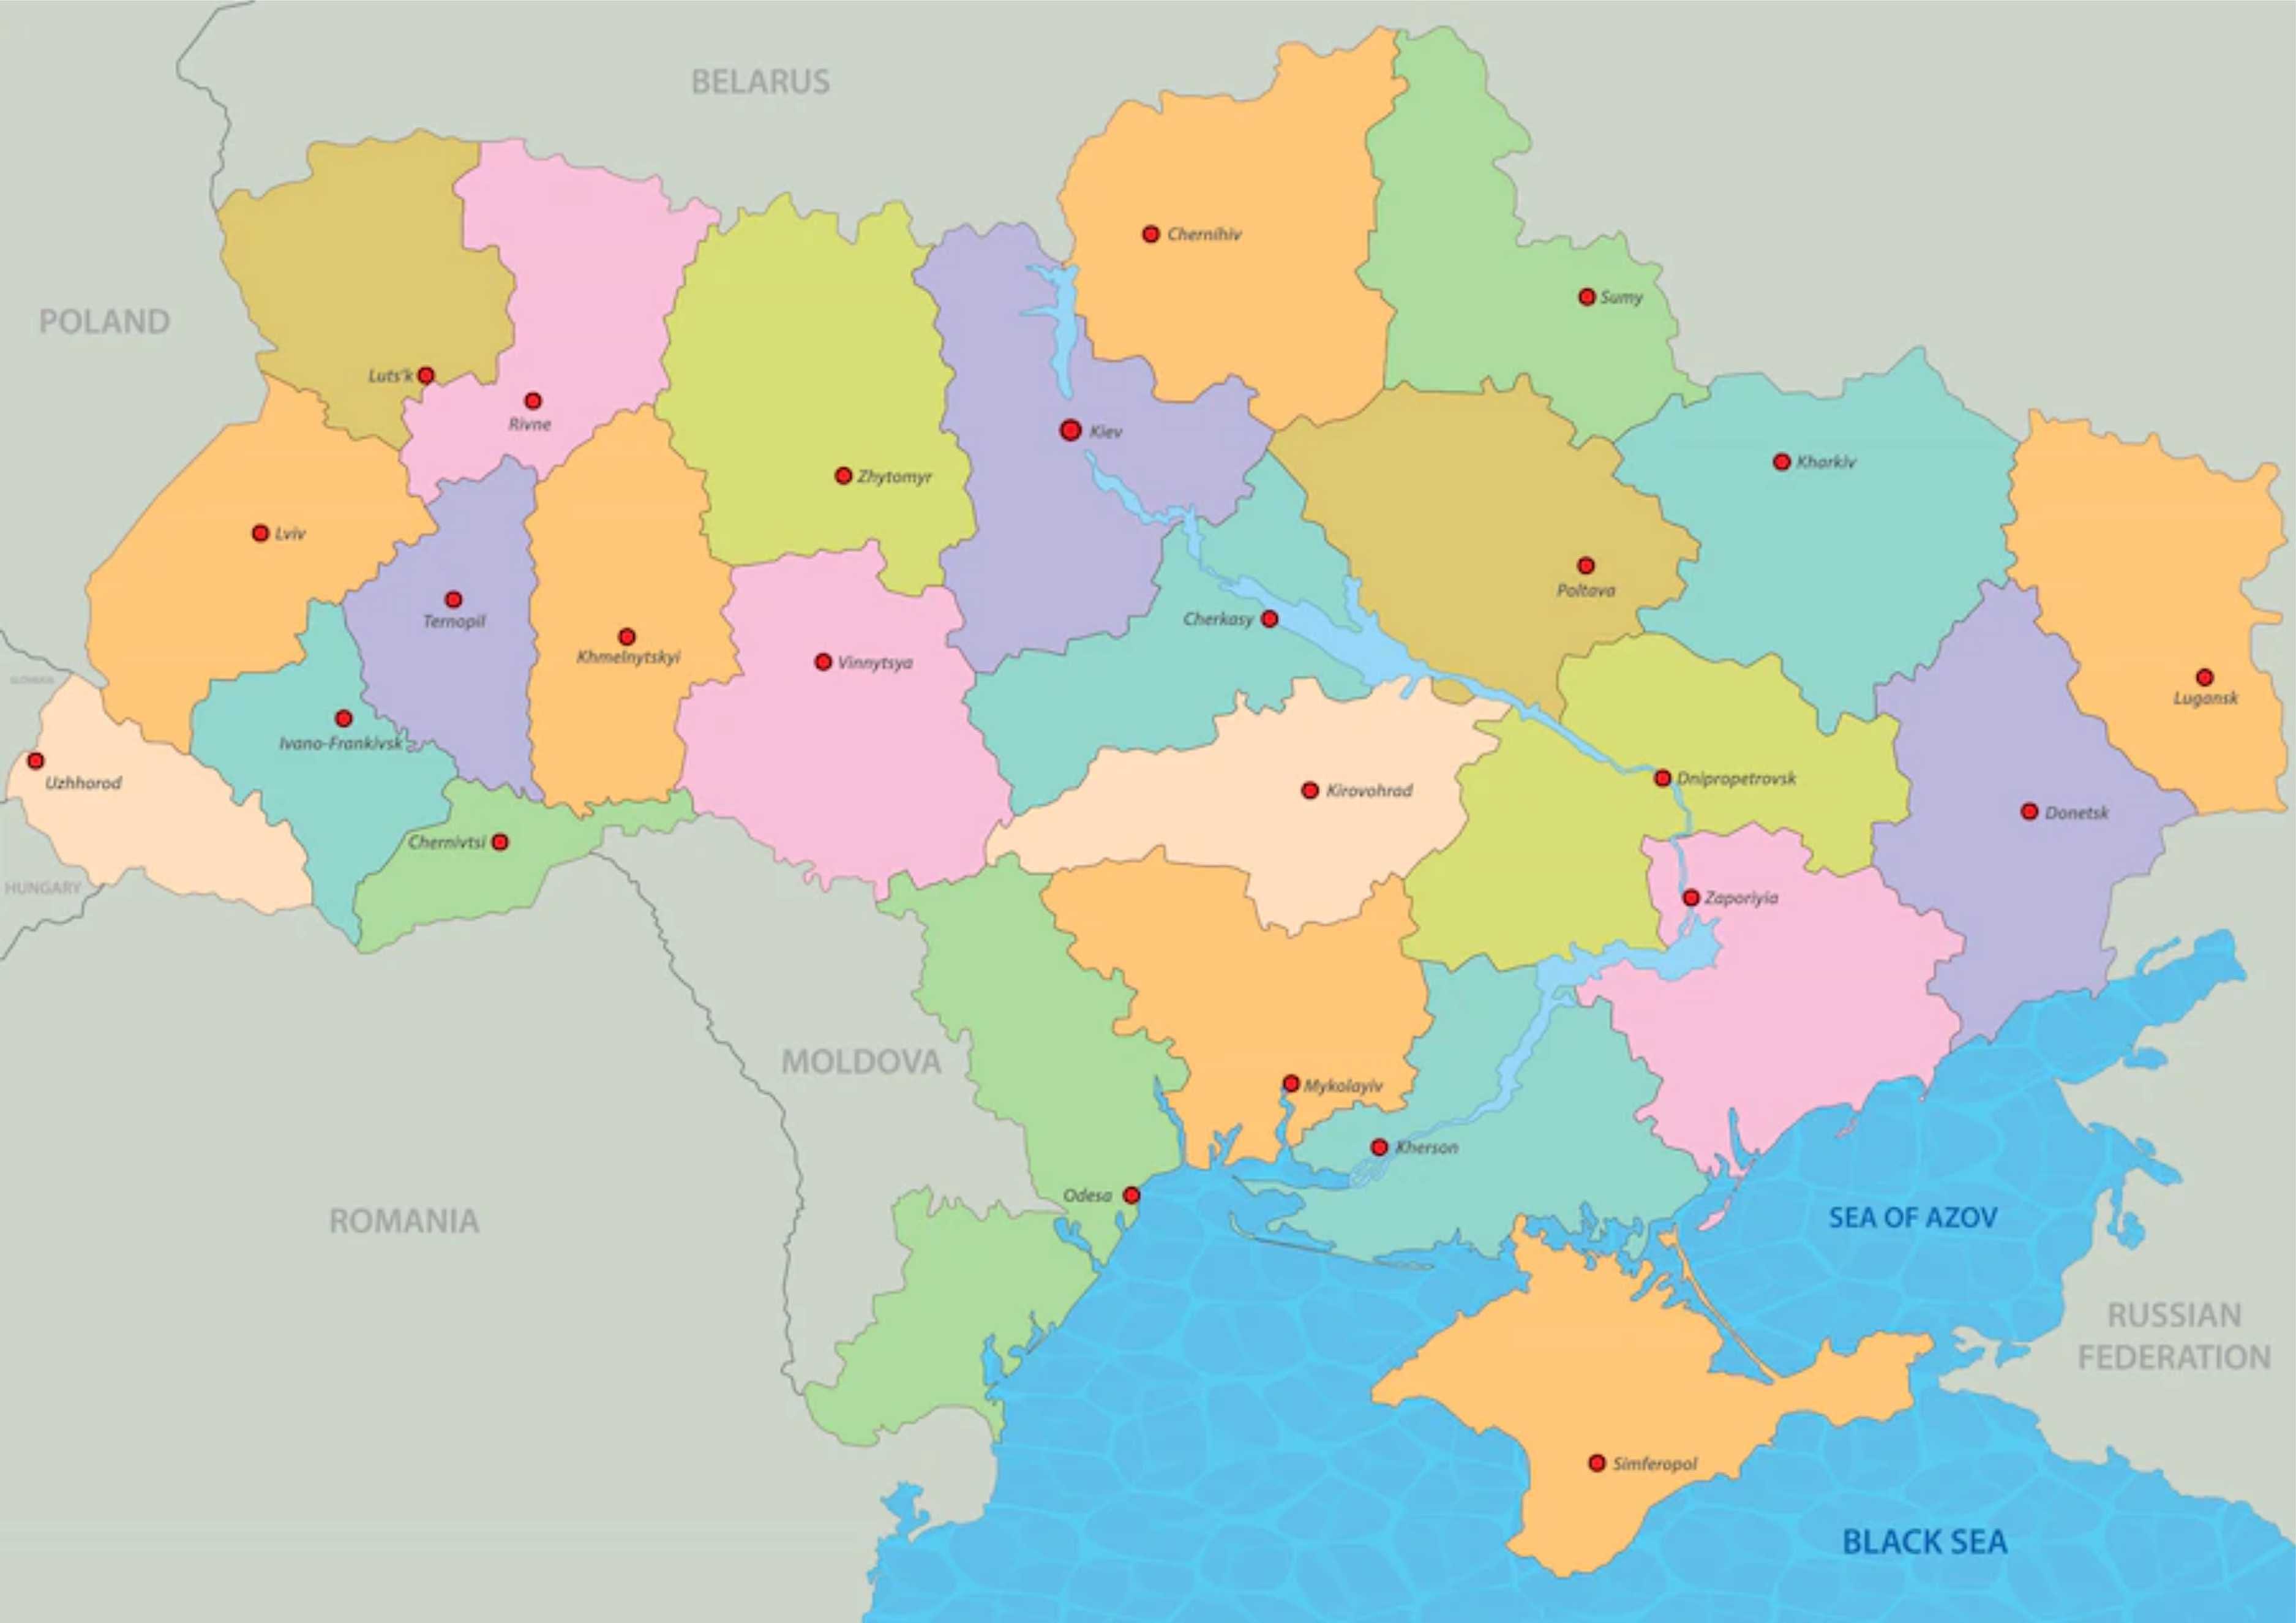 BELARUS
Chernihiv
Sumy
POLAND
Luts'k
Rivne
Kiev
Kharkiv
Zhytomyr
Lviv
Poltava
Ternopil
Cherkasy
Khmelnytskyi
Vinnytsya
SLOVAKIA
Lugansk
Ivano-Frankivsk
Uzhhorod
Dnipropetrovsk
Kirovohrad
Donetsk
Chernivtsi
HUNGARY
Zaporiyia
MOLDOVA
Mykolayiv
Kherson
Odesa
ROMANIA
SEA OF AZOV
RUSSIAN
FEDERATION
Simferopol
BLACK SEA